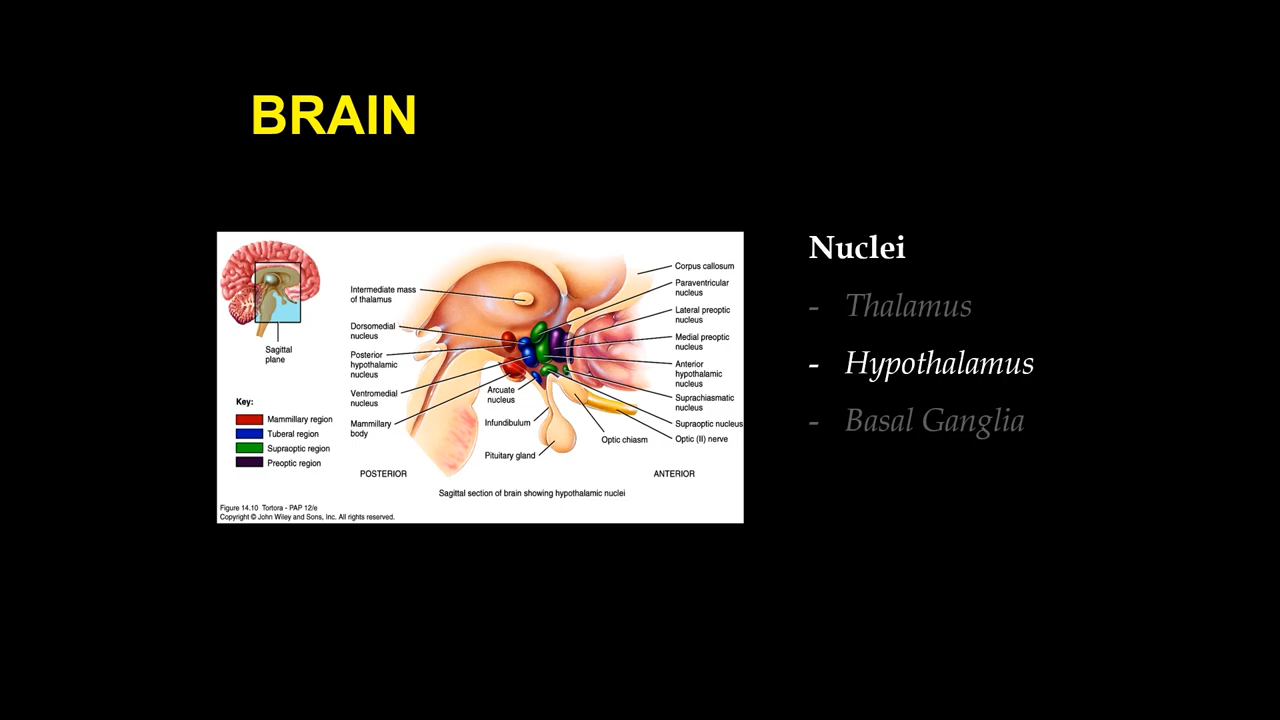 BRAIN
Nuclei
- Thalamus
- Hypothalamus
- Basal Ganglia
Sagittal
plane
Key:
Mammillary region
Tuberal region
Supraoptic region
Preoptic region
Intermediate mass
of thalamus
Dorsomedial
nucleus
Posterior
hypothalamic
nucleus
Ventromedial
nucleus
Mammillary
body
Arcuate
nucleus
Infundibulum
Pituitary gland
Corpus callosum
Paraventricular
nucleus
Lateral preoptic
nucleus
Medial preoptic
nucleus
Anterior
hypothalamic
nucleus
Suprachiasmatic
nucleus
Supraoptic nucleus
Optic (II) nerve
Optic chiasm
POSTERIOR
ANTERIOR
Sagittal section of brain showing hypothalamic nuclei
Figure 14.10 Tortora - PAP 12/e
Copyright © John Wiley and Sons, Inc. All rights reserved.